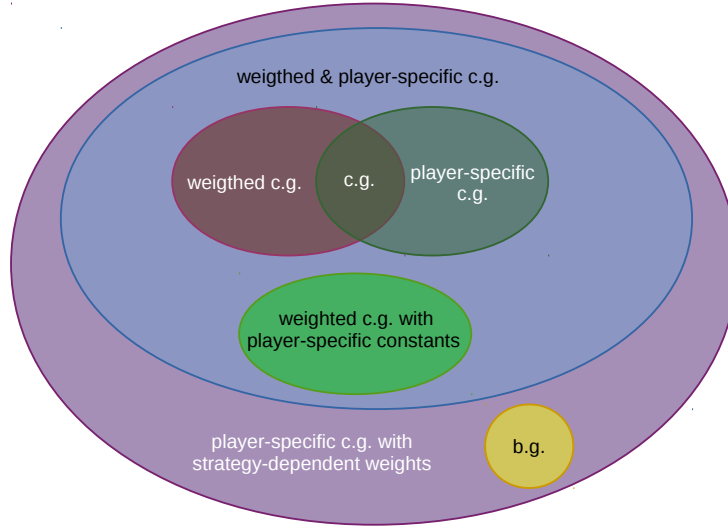 weigthed & player-specific c.g.
weigthed c.g.
c.g.
player-specific
c.g.
weighted c.g. with
player-specific constants
player-specific c.g. with
strategy-dependent weights
b.g.